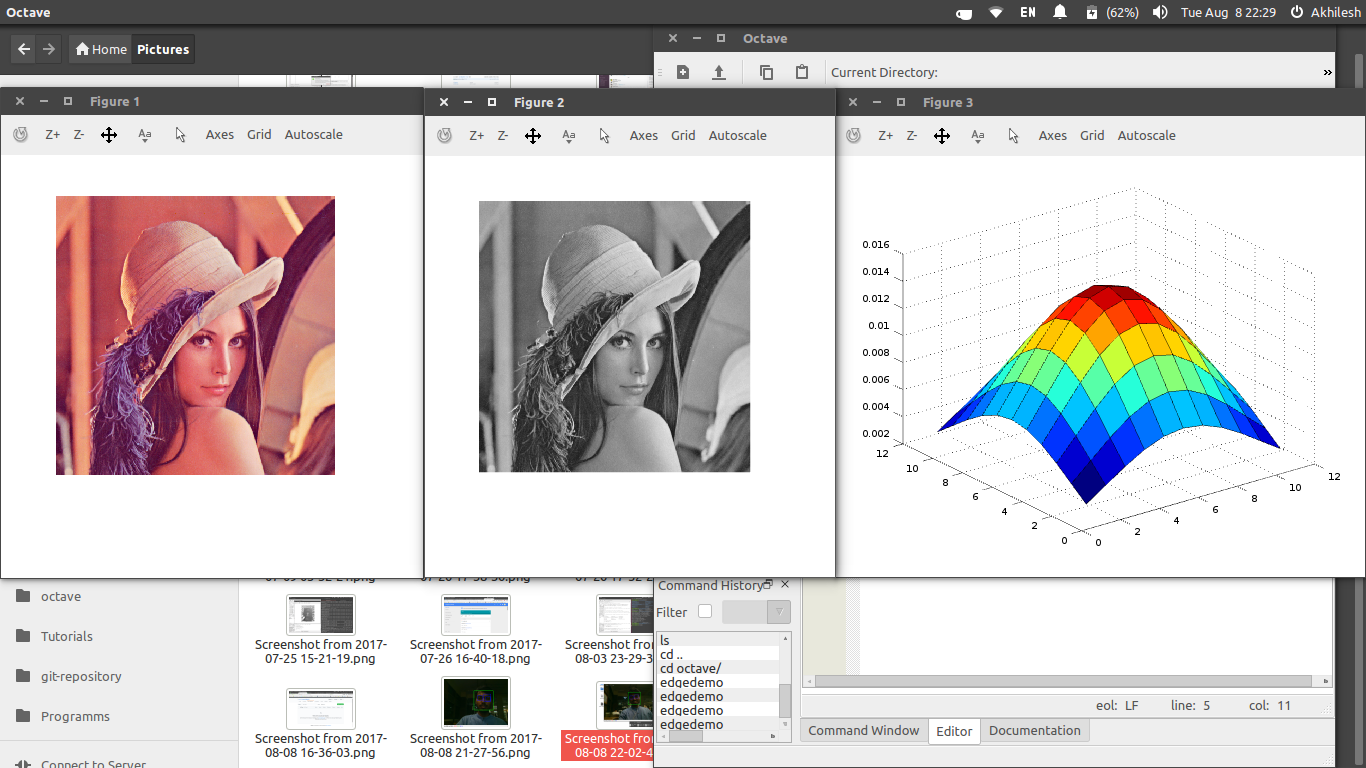 Octave
EN
(62%)
Tue Aug 8 22:29
Akhilesh
Home
Pictures
Octave
Current Directory:
»
Figure 1
Z+ Z- Aa Axes Grid Autoscale
Figure 2
Z+ Z- Aa Axes Grid Autoscale
Figure 3
Z+ Z- Aa Axes Grid Autoscale
0.016
0.014
0.012
0.01
0.008
0.006
0.004
0.002
12
10
8
6
4
2
0
0
2
4
6
8
10
12
octave
Tutorials
git-repository
Programms
Connect to Server
Screenshot from 2017-
07-25 15-21-19.png
Screenshot from 2017-
07-26 16-40-18.png
Screenshot from
08-03 23-29-3
Screenshot from 2017-
08-08 16-36-03.png
Screenshot from 2017-
08-08 21-27-56.png
Screenshot from
08-08 22-02-4
Command History
Filter
ls
cd ..
cd octave/
edgedemo
edgedemo
edgedemo
edgedemo
eol: LF line: 5 col: 11
Command Window
Editor
Documentation